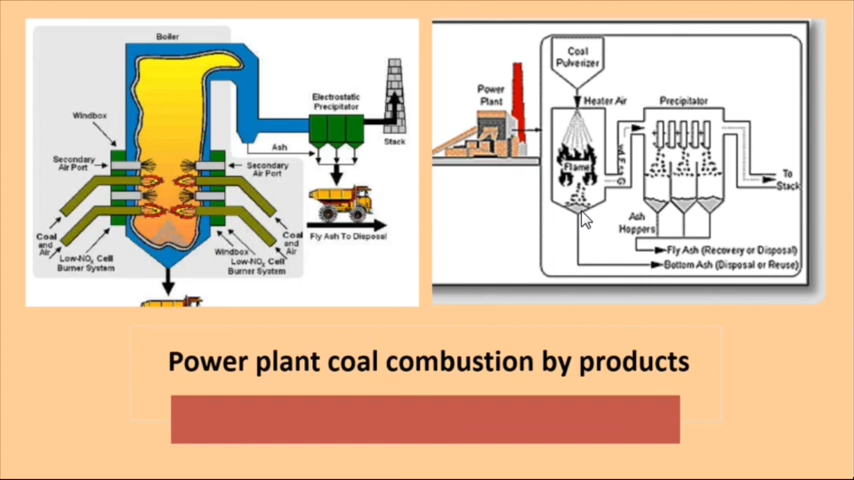 Boiler
Windbox
Secondary
Air Port
Coal
and
Air
Low-NOx Cell
Burner System
Secondary
Air Port
Coal
and
Air
Windbox
Low-NOx Cell
Burner System
Ash
Electrostatic
Precipitator
Stack
Fly Ash To Disposal
Coal
Pulverizer
Power
Plant
Heater Air
Precipitator
Flame
To
Stack
Ash
Hoppers
Fly Ash (Recovery or Disposal)
Bottom Ash (Disposal or Reuse)
Power plant coal combustion by products